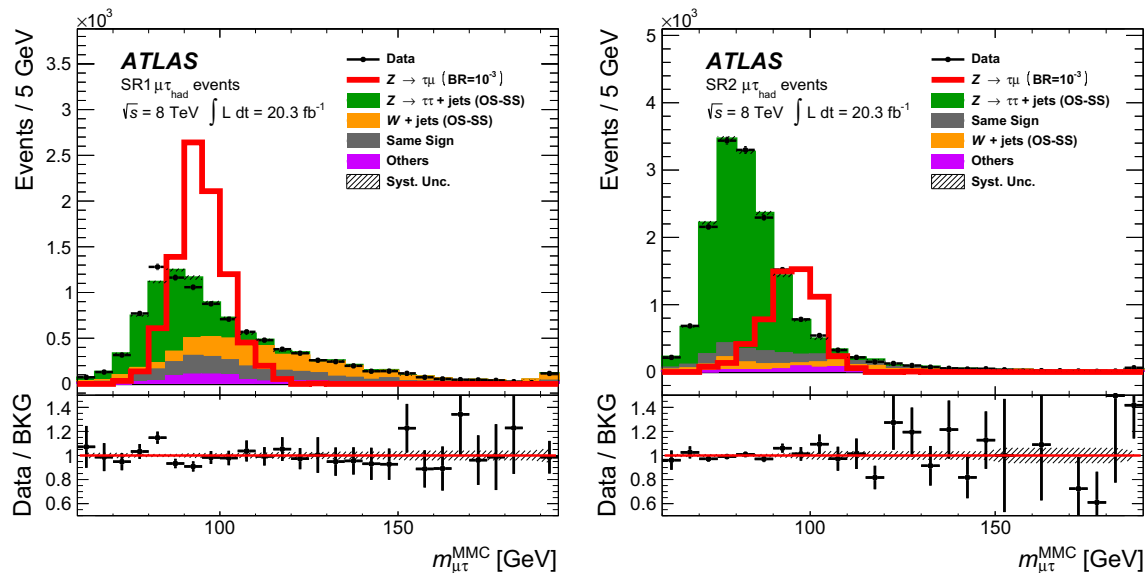 ×10³
Events / 5 GeV
3.5
3
2.5
2
1.5
1
0.5
0
ATLAS
SR1 μτhad events
√s = 8 TeV ∫ L dt = 20.3 fb⁻¹
Data
Z → τμ (BR=10⁻³)
Z → ττ + jets (OS-SS)
W + jets (OS-SS)
Same Sign
Others
Syst. Unc.
Data / BKG
1.4
1.2
1
0.8
0.6
100
150
m^MMC_μτ [GeV]
×10³
Events / 5 GeV
5
4
3
2
1
0
ATLAS
SR2 μτhad events
√s = 8 TeV ∫ L dt = 20.3 fb⁻¹
Data
Z → τμ (BR=10⁻³)
Z → ττ + jets (OS-SS)
Same Sign
W + jets (OS-SS)
Others
Syst. Unc.
Data / BKG
1.4
1.2
1
0.8
0.6
100
150
m^MMC_μτ [GeV]